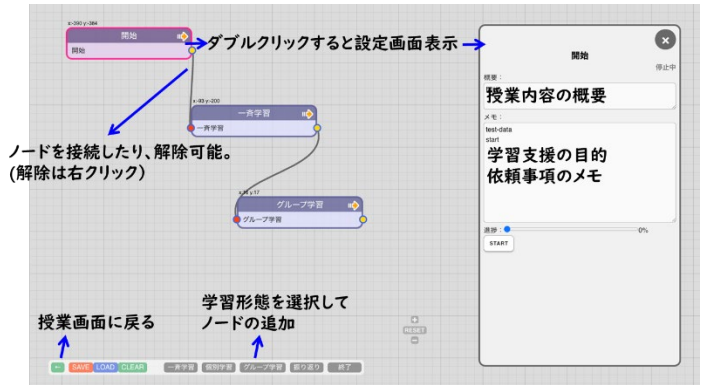 x:-390 y:-384
開始
開始
ダブルクリックすると設定画面表示
x:-93 y:-200
一斉学習
一斉学習
ノードを接続したり、解除可能。
(解除は右クリック)
グループ学習
グループ学習
学習形態を選択して
ノードの追加
授業画面に戻る
RESET
← SAVE LOAD CLEAR 一斉学習 個別学習 グループ学習 振り返り 終了
×
開始
停止中
概要:
授業内容の概要
メモ:
test-data
start
学習支援の目的
依頼事項のメモ
進捗: 0%
START